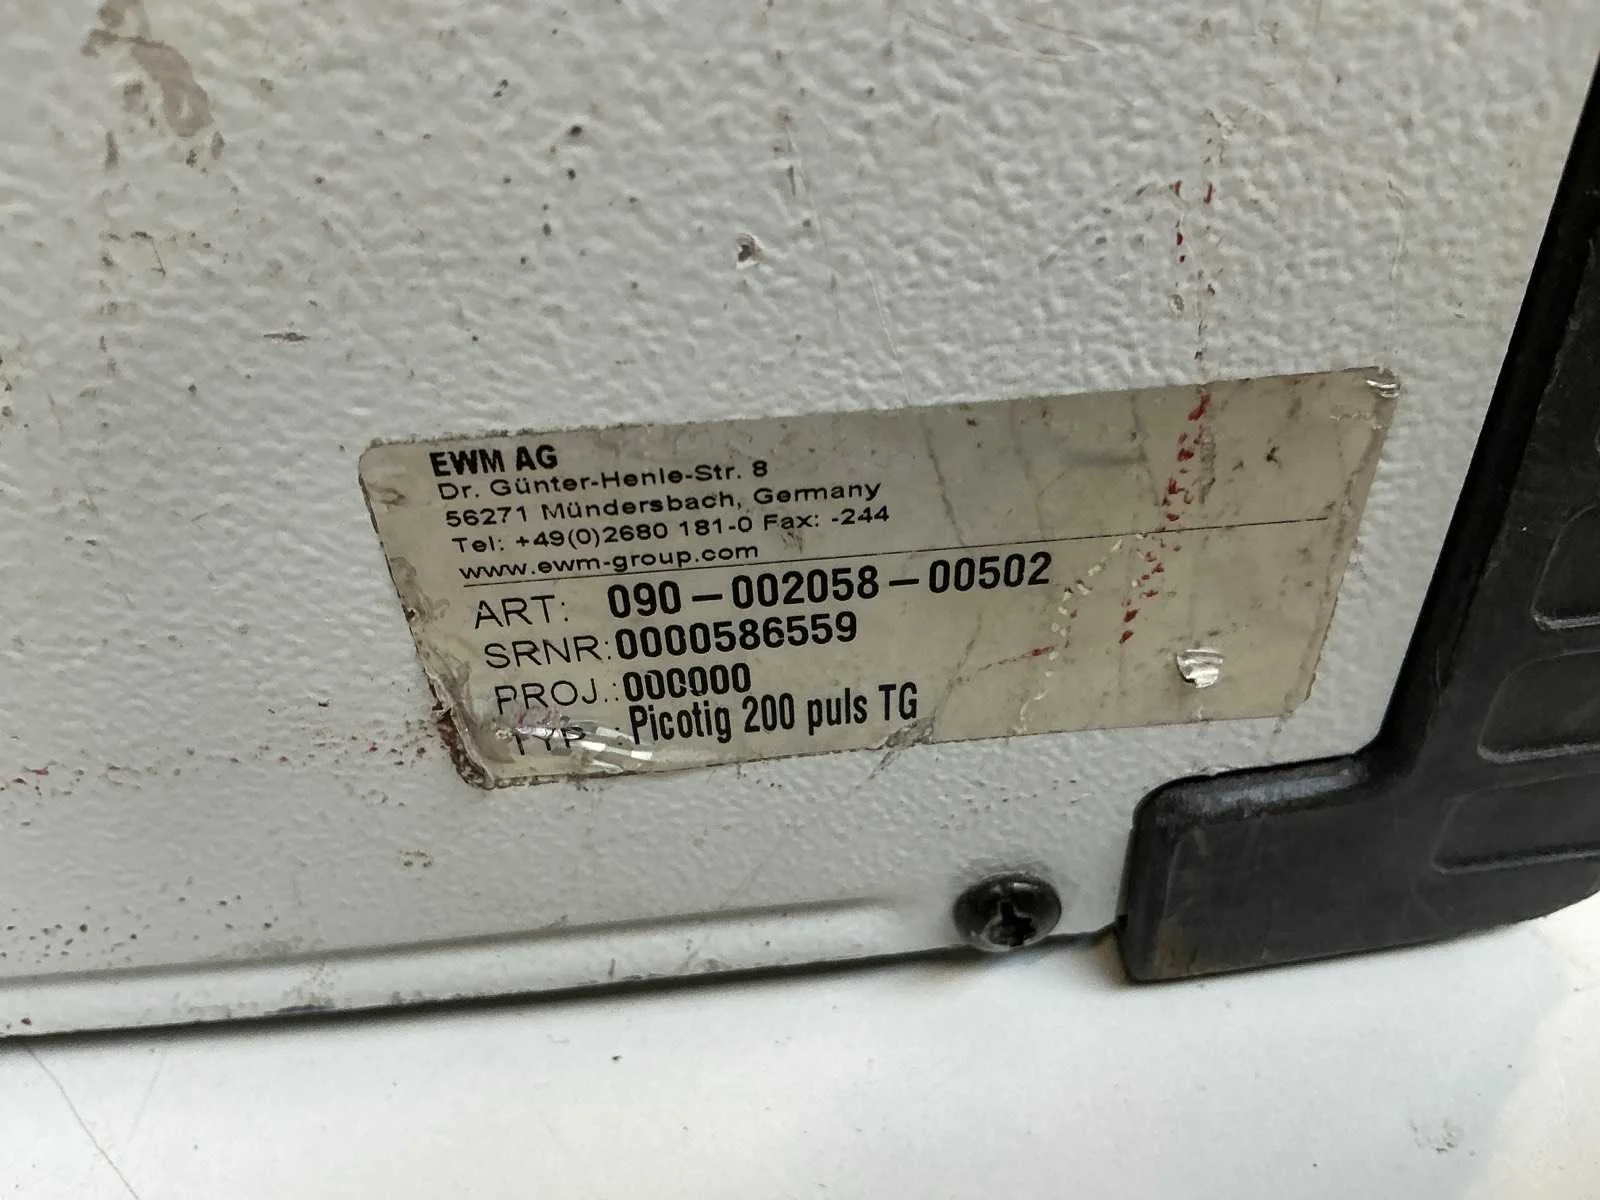 EWM AG
Dr. Günter-Henle-Str. 8
56271 Mündersbach, Germany
Tel: +49(0)2680 181-0 Fax: -244
www.ewm-group.com
ART: 090-002058-00502
SRNR:0000586559
PROJ.:000000
TYP : Picotig 200 puls TG